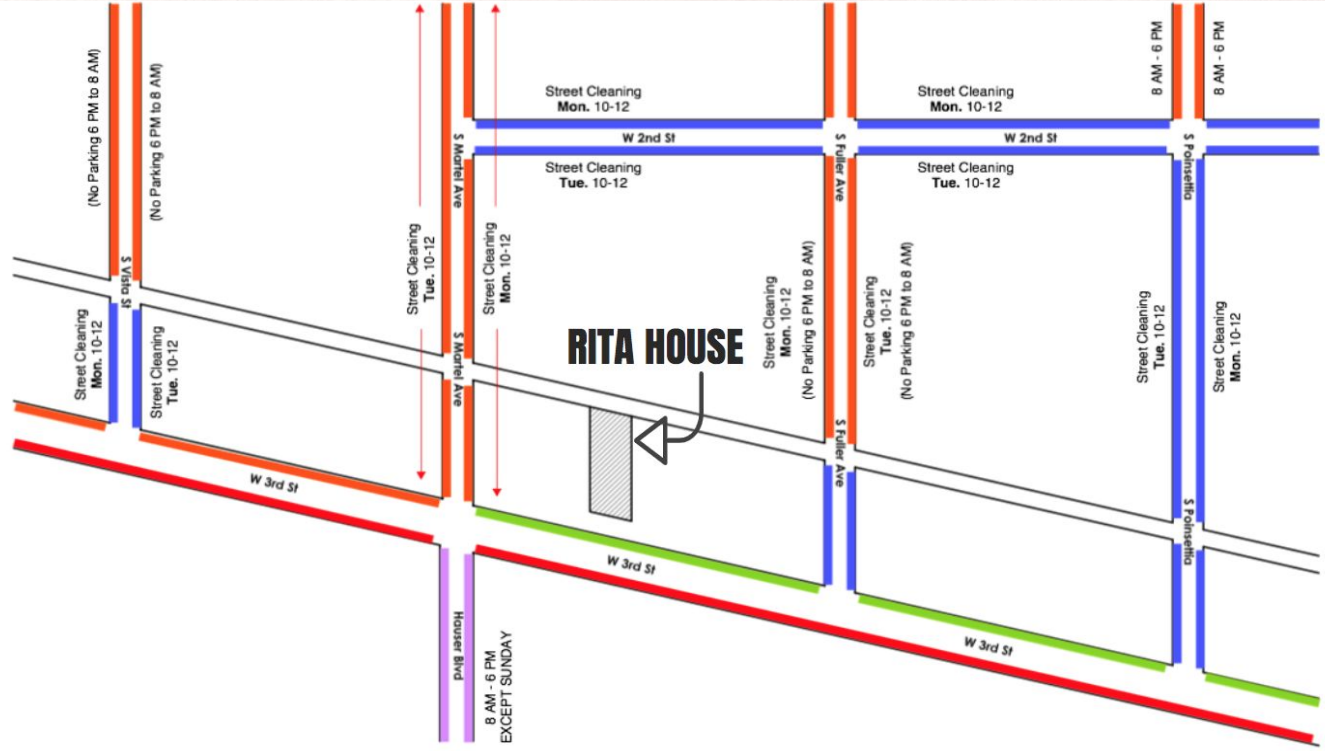 (No Parking 6 PM to 8 AM)
(No Parking 6 PM to 8 AM)
8 AM - 6 PM
8 AM - 6 PM
Street Cleaning
Mon. 10-12
Street Cleaning
Mon. 10-12
W 2nd St
W 2nd St
S Martel Ave
S Fuller Ave
S Poinsettia
Street Cleaning
Tue. 10-12
Street Cleaning
Tue. 10-12
S Vista St
Street Cleaning
Tue. 10-12
Street Cleaning
Mon. 10-12
Street Cleaning
Mon. 10-12
(No Parking 6 PM to 8 AM)
Street Cleaning
Tue. 10-12
(No Parking 6 PM to 8 AM)
Street Cleaning
Tue. 10-12
Street Cleaning
Mon. 10-12
Street Cleaning
Mon. 10-12
Street Cleaning
Tue. 10-12
S Martel Ave
RITA HOUSE
S Fuller Ave
S Poinsettia
W 3rd St
W 3rd St
W 3rd St
Hauser Blvd
8 AM - 6 PM
EXCEPT SUNDAY